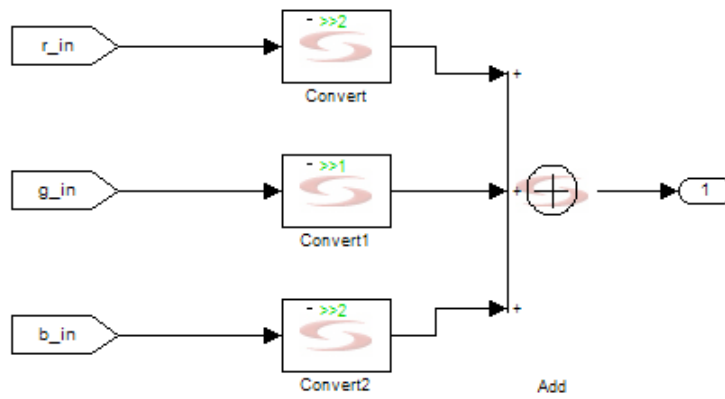 - >>2
r_in
+
Convert
- >>1
g_in
+
1
Convert1
- >>2
b_in
+
Convert2
Add